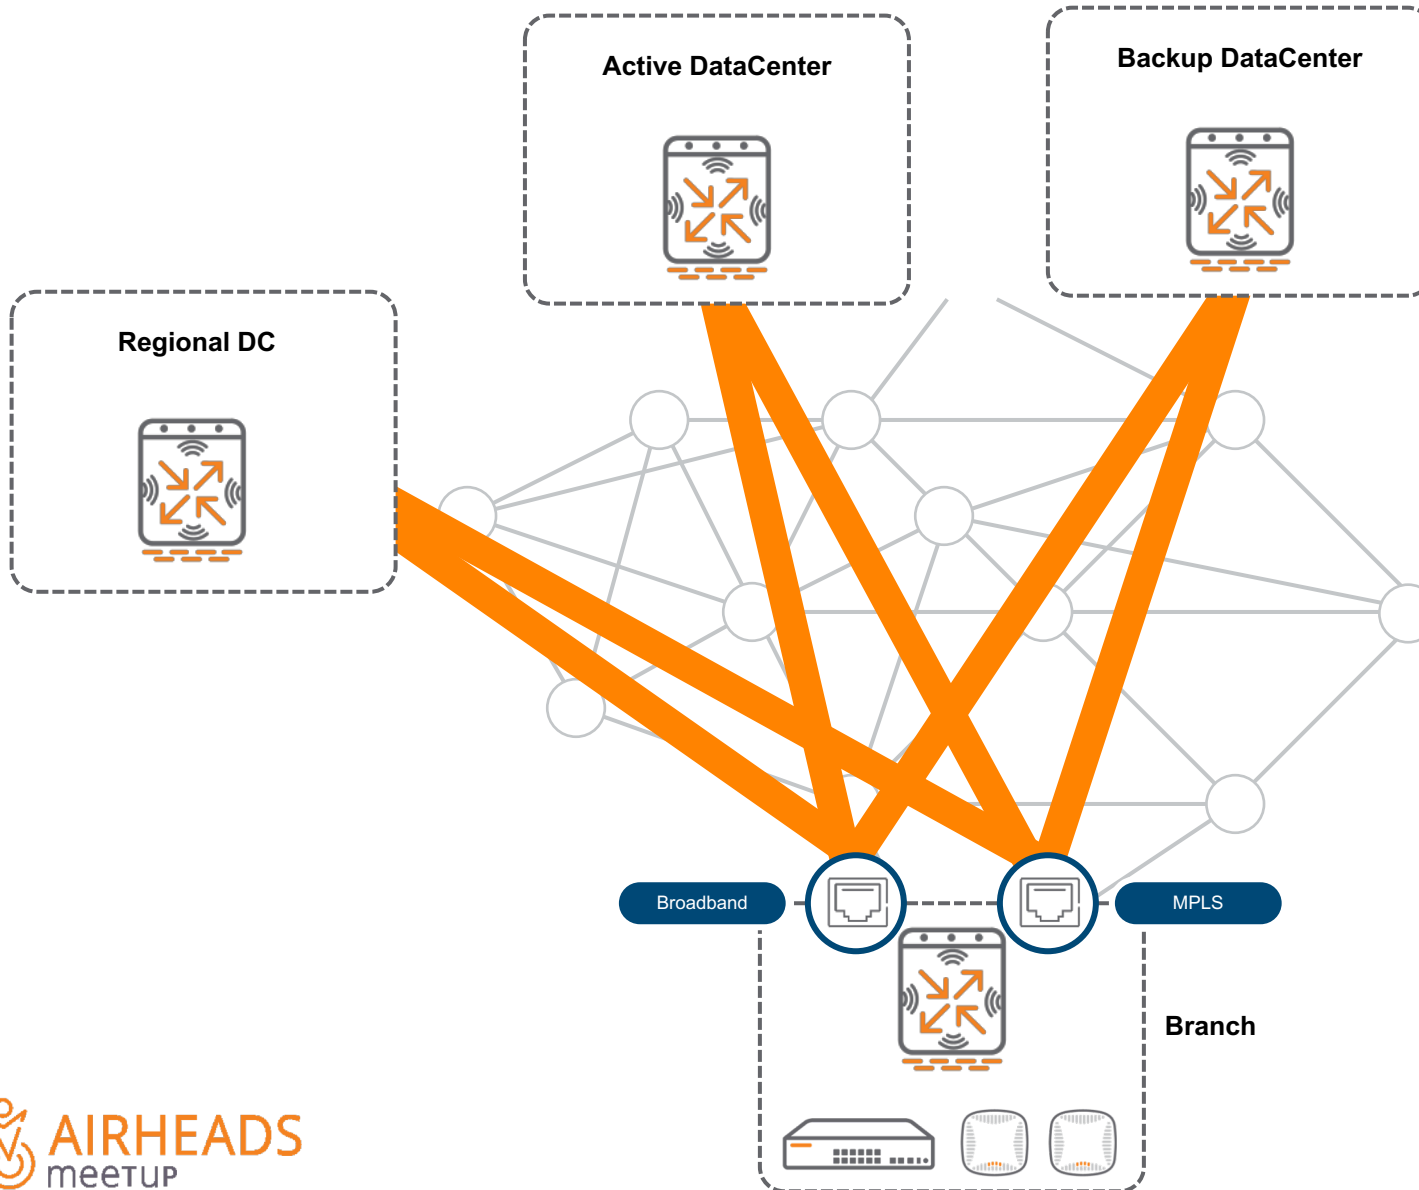 Active DataCenter
Backup DataCenter
Regional DC
Broadband
MPLS
Branch
AIRHEADS
meeTuP